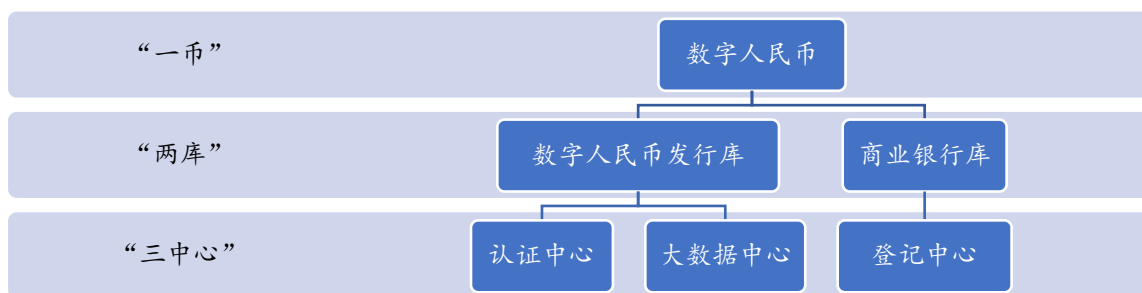 “一币”
数字人民币
“两库”
数字人民币发行库
商业银行库
“三中心”
认证中心
大数据中心
登记中心